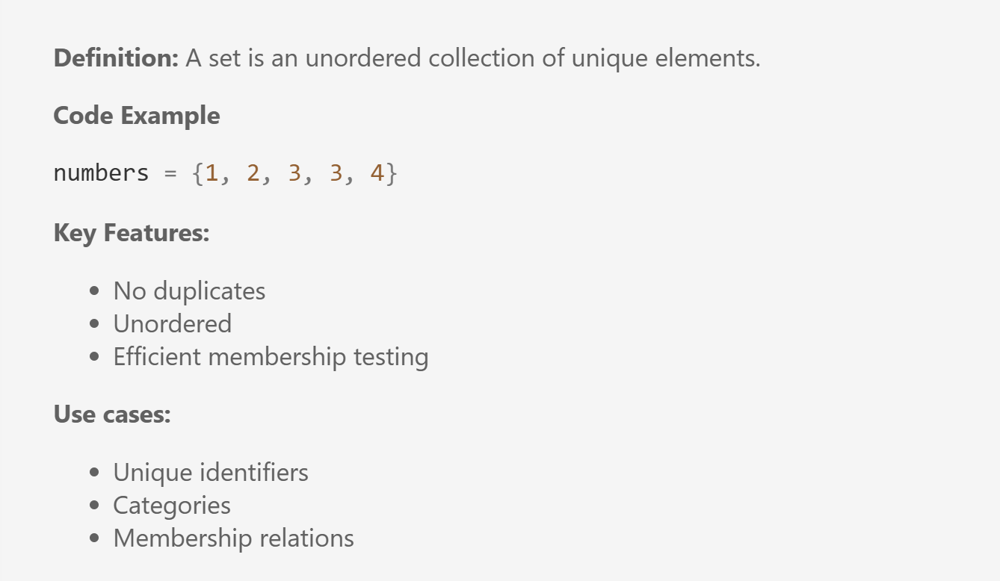 Definition: A set is an unordered collection of unique elements.
Code Example
numbers = {1, 2, 3, 3, 4}
Key Features:
• No duplicates
• Unordered
• Efficient membership testing
Use cases:
• Unique identifiers
• Categories
• Membership relations